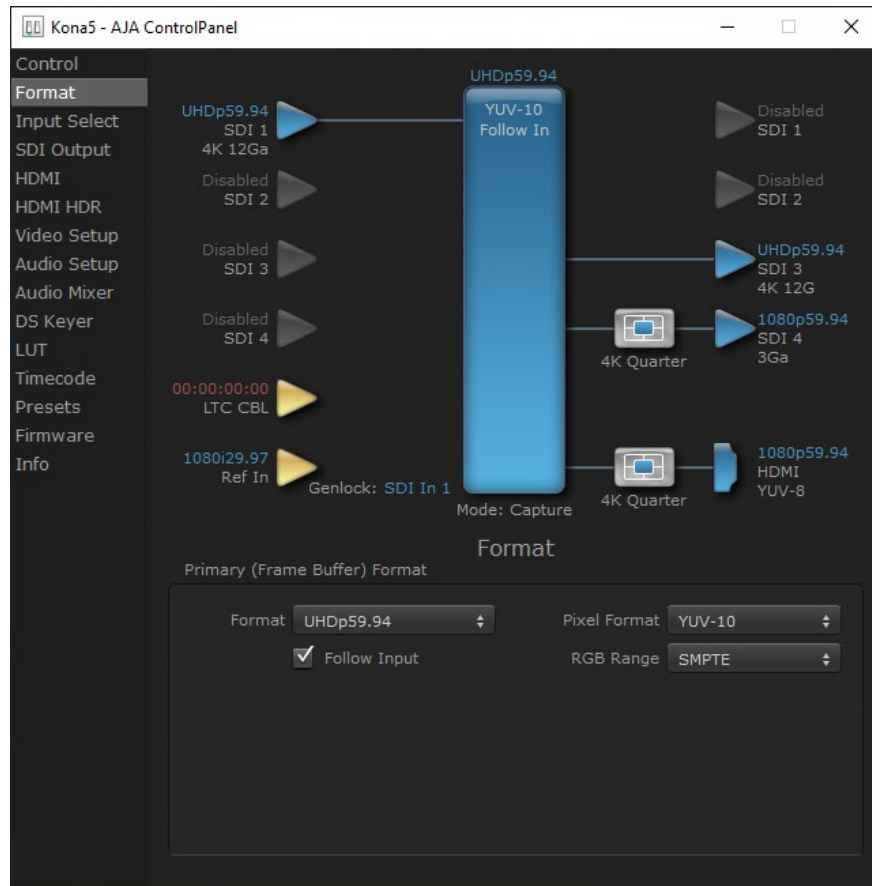 Kona5 - AJA ControlPanel
Control
Format
Input Select
SDI Output
HDMI
HDMI HDR
Video Setup
Audio Setup
Audio Mixer
DS Keyer
LUT
Timecode
Presets
Firmware
Info
UHDp59.94
YUV-10
Follow In
UHDp59.94
SDI 1
4K 12Ga
Disabled
SDI 2
Disabled
SDI 3
Disabled
SDI 4
00:00:00:00
LTC CBL
1080i29.97
Ref In
Genlock: SDI In 1
Mode: Capture
Disabled
SDI 1
Disabled
SDI 2
UHDp59.94
SDI 3
4K 12G
4K Quarter
1080p59.94
SDI 4
3Ga
4K Quarter
1080p59.94
HDMI
YUV-8
Format
Primary (Frame Buffer) Format
Format UHDp59.94
Pixel Format YUV-10
Follow Input
RGB Range SMPTE